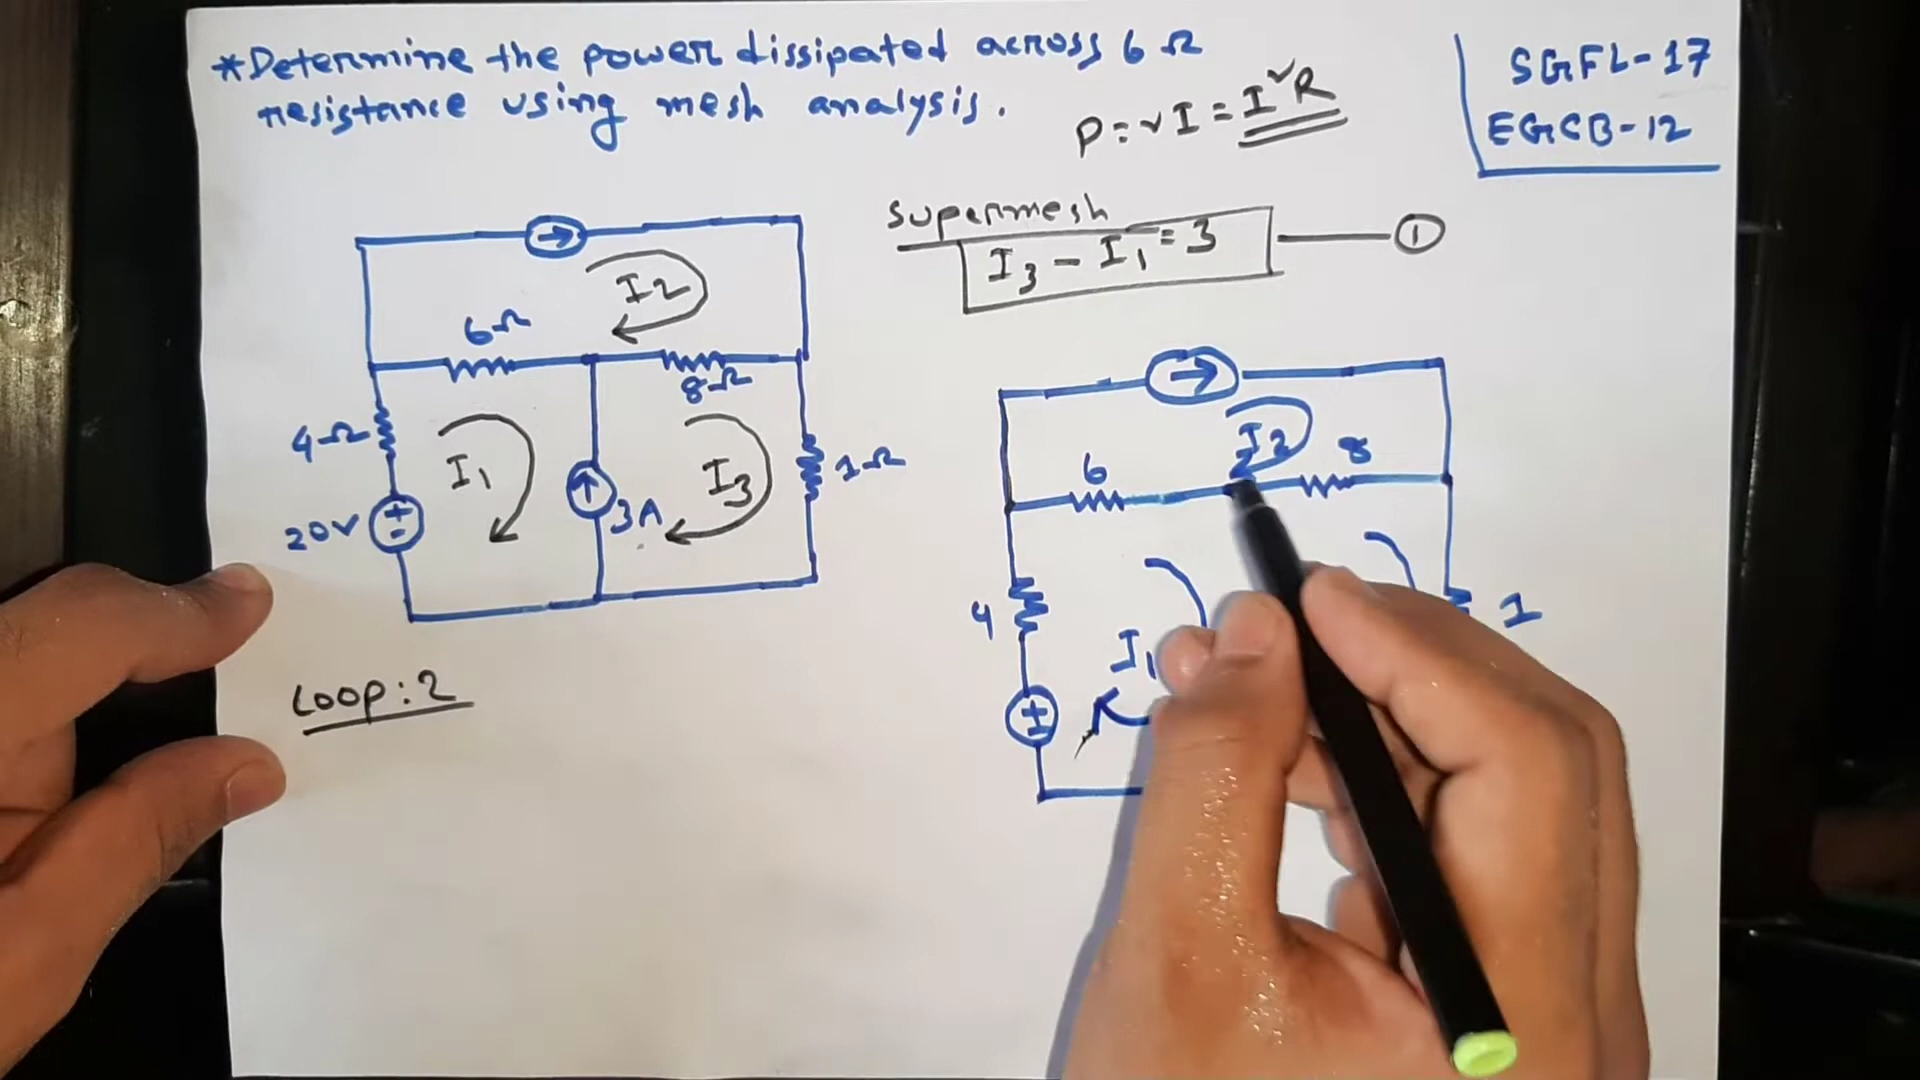 *Determine the power dissipated across 6 Ω
resistance using mesh analysis.
P = VI = I²R
SGFL-17
EGCB-12
Supermesh
I₃ - I₁ = 3
1
I2
6Ω
8Ω
4Ω
I₁
I₃
1Ω
20V
+
-
3A
I2
6
8
4
I₁
1
+
-
Loop: 2